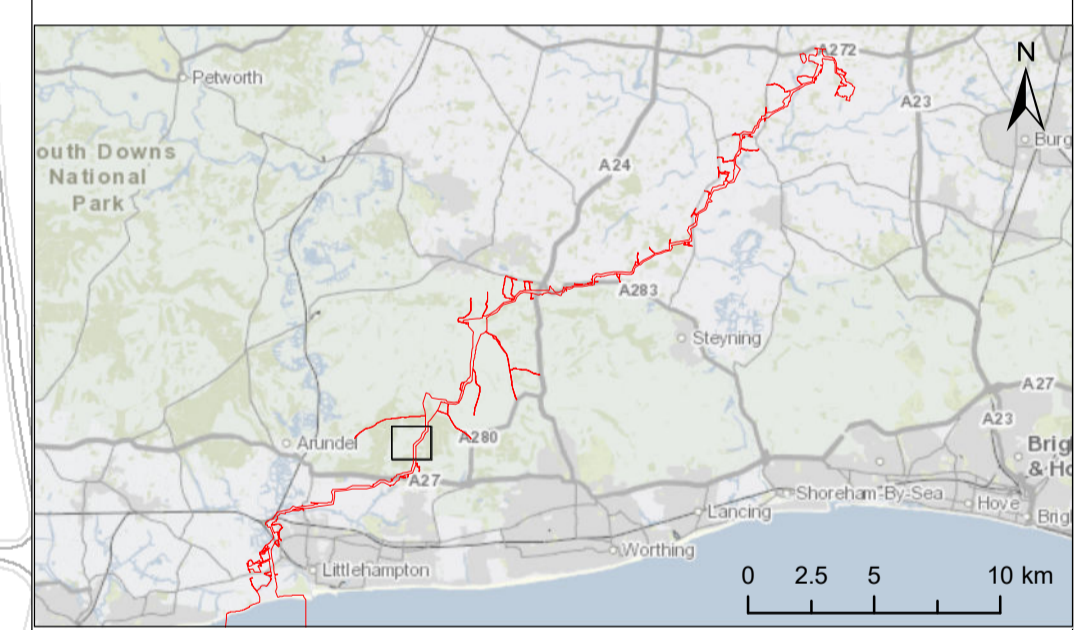 A272
N
Petworth
A23
Burg
outh Downs
National
Park
A24
A283
Steyning
A27
A23
Arundel
A280
Brig
& Ho
A27
Shoreham-By-Sea
Hove
Lancing
Brig
Worthing
Littlehampton
0 2.5 5 10 km